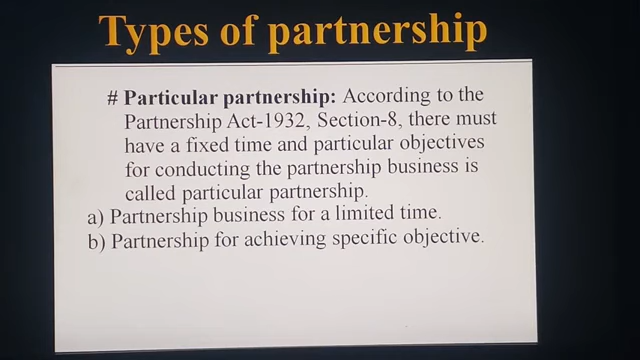 Types of partnership
# Particular partnership: According to the
Partnership Act-1932, Section-8, there must
have a fixed time and particular objectives
for conducting the partnership business is
called particular partnership.
a) Partnership business for a limited time.
b) Partnership for achieving specific objective.